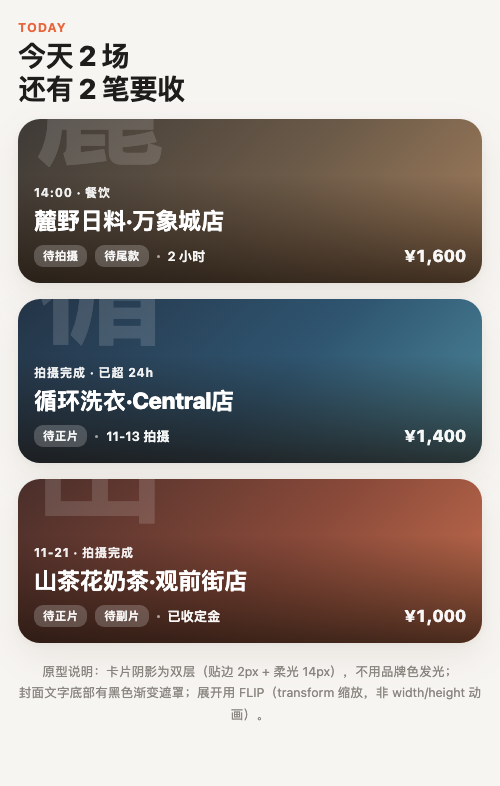 TODAY
今天 2 场
还有 2 笔要收
麓
14:00 · 餐饮
麓野日料·万象城店
待拍摄 待尾款 · 2 小时 ¥1,600
循
拍摄完成 · 已超 24h
循环洗衣·Central店
待正片 · 11-13 拍摄 ¥1,400
山
11-21 · 拍摄完成
山茶花奶茶·观前街店
待正片 待副片 · 已收定金 ¥1,000
原型说明：卡片阴影为双层（贴边 2px + 柔光 14px），不用品牌色发光；
封面文字底部有黑色渐变遮罩；展开用 FLIP（transform 缩放，非 width/height 动
画）。